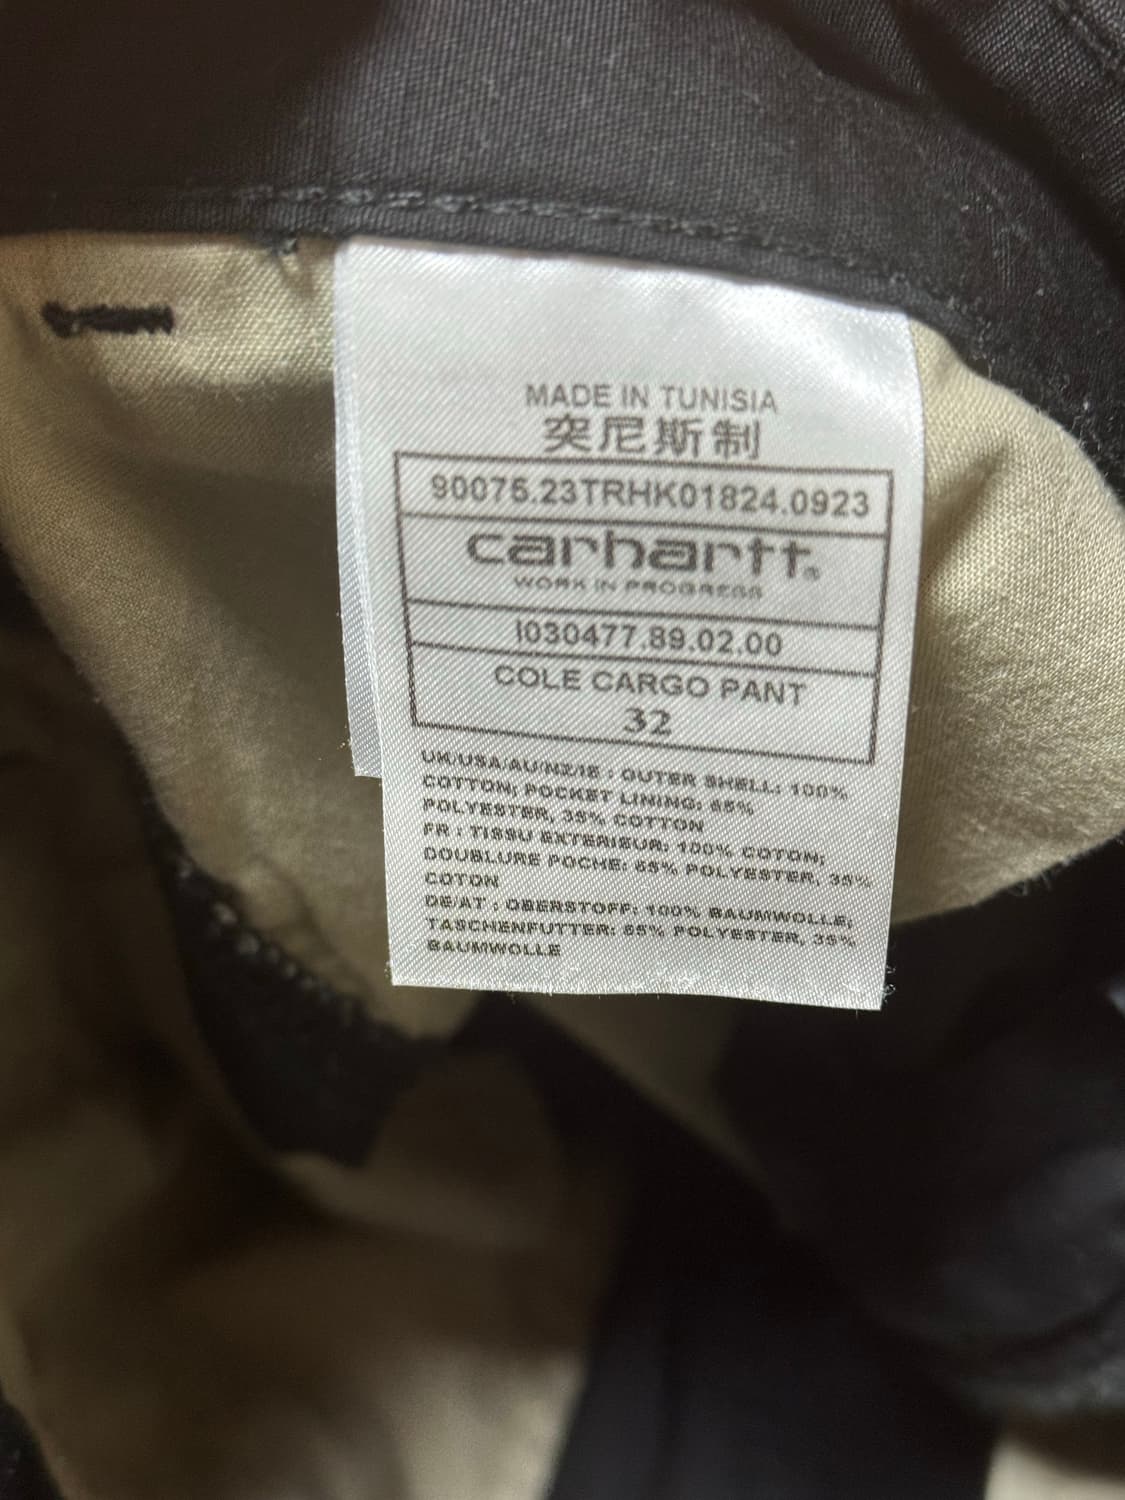 MADE IN TUNISIA
突尼斯制
90075.23TRHK01824.0923
carhartt®
WORK IN PROGRESS
I030477.89.02.00
COLE CARGO PANT
32
UK/USA/AU/NZ/IE : OUTER SHELL: 100%
COTTON; POCKET LINING: 65%
POLYESTER, 35% COTTON
FR : TISSU EXTERIEUR: 100% COTON;
DOUBLURE POCHE: 65% POLYESTER, 35%
COTON
DE/AT : OBERSTOFF: 100% BAUMWOLLE;
TASCHENFUTTER: 65% POLYESTER, 35%
BAUMWOLLE